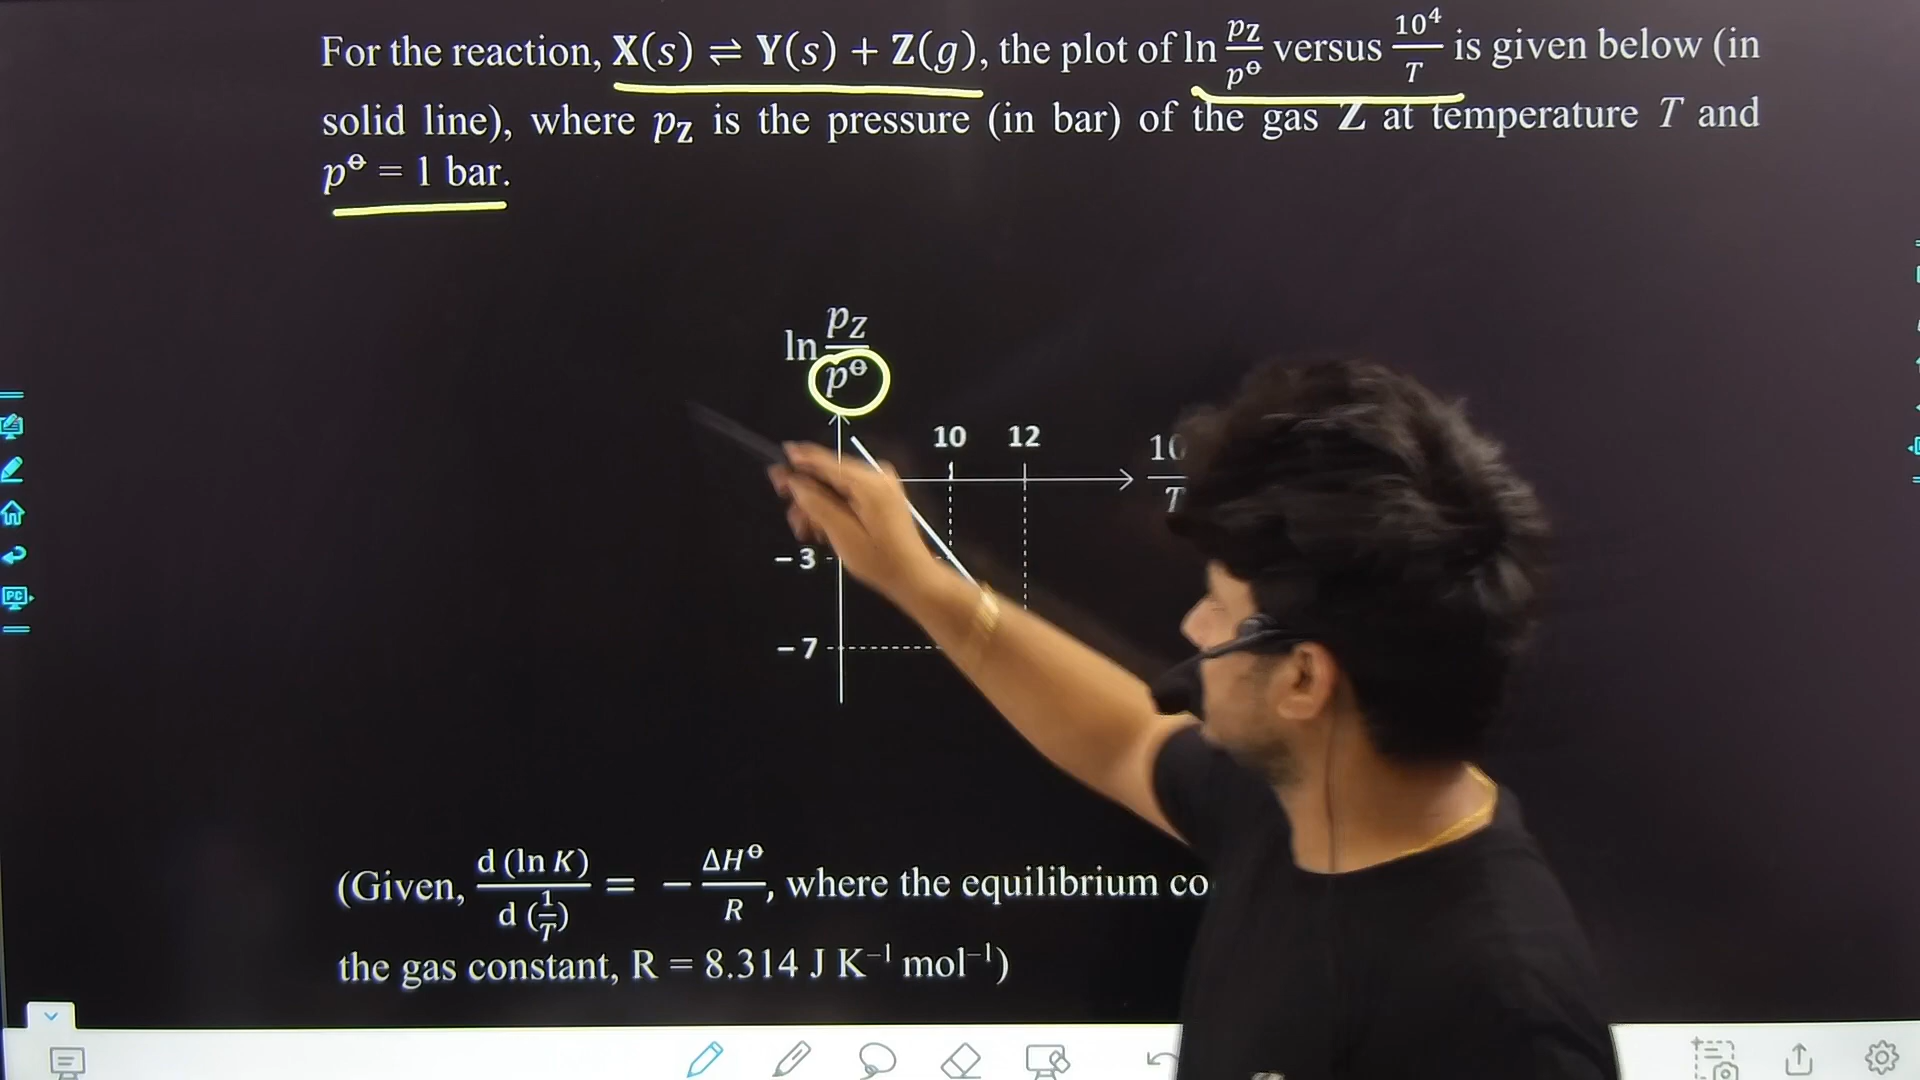 For the reaction, X(s) ⇌ Y(s) + Z(g), the plot of ln pZ/p⊖ versus 10⁴/T is given below (in
solid line), where pZ is the pressure (in bar) of the gas Z at temperature T and
p⊖ = 1 bar.
ln pZ/p⊖
10 12
T
– 3
– 7
(Given, d (ln K)/d (1/T) = − ΔH⊖/R, where the equilibrium
the gas constant, R = 8.314 J K⁻¹ mol⁻¹)
PC